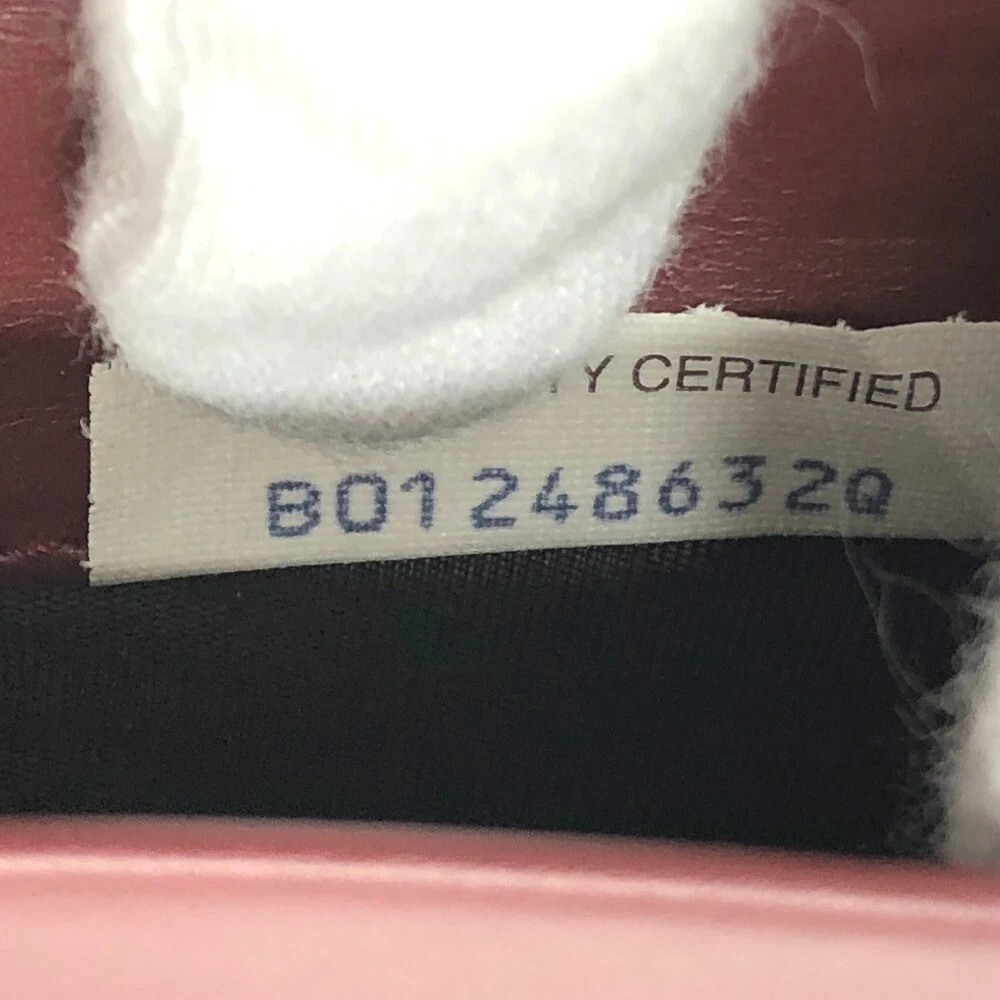 Y CERTIFIED
B01248632Q